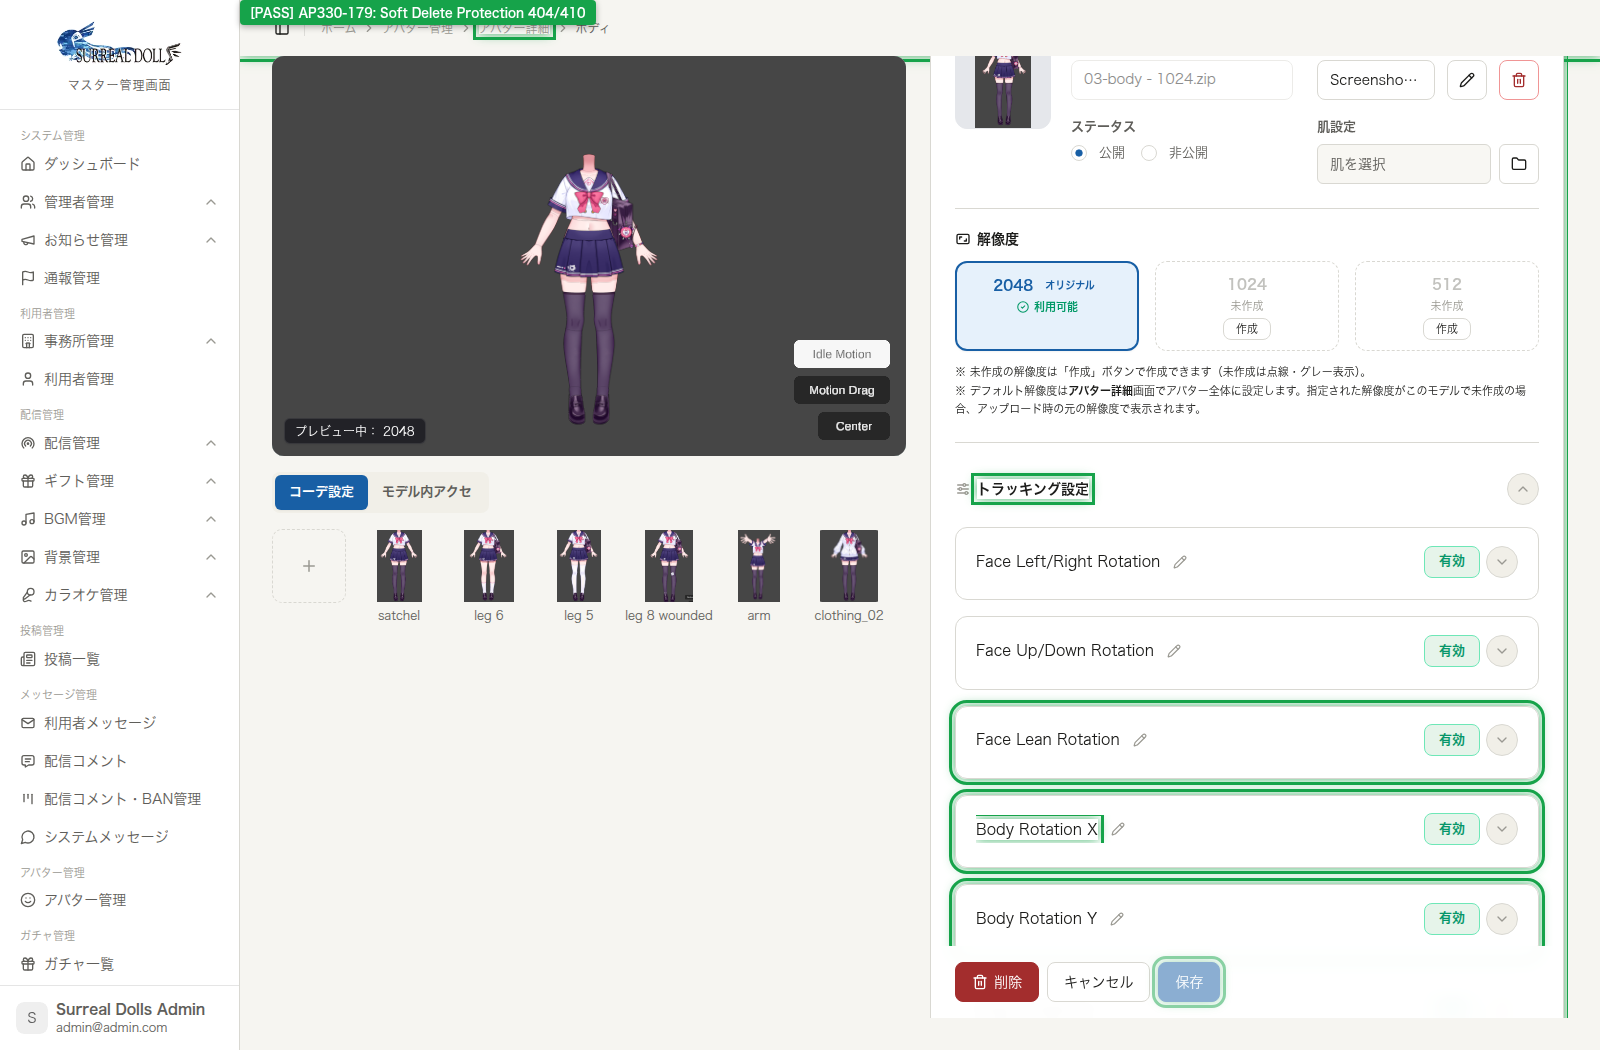 [PASS] AP330-179: Soft Delete Protection 404/410
SURREAL DOLL
マスター管理画面
システム管理
ダッシュボード
管理者管理
お知らせ管理
通報管理
利用者管理
事務所管理
利用者管理
配信管理
配信管理
ギフト管理
BGM管理
背景管理
カラオケ管理
投稿管理
投稿一覧
メッセージ管理
利用者メッセージ
配信コメント
配信コメント・BAN管理
システムメッセージ
アバター管理
アバター管理
ガチャ管理
ガチャ一覧
S
Surreal Dolls Admin
admin@admin.com
ホーム
アバター管理
アバター詳細
ボディ
Idle Motion
Motion Drag
Center
プレビュー中： 2048
コーデ設定
モデル内アクセ
satchel
leg 6
leg 5
leg 8 wounded
arm
clothing_02
03-body - 1024.zip
Screensho…
ステータス
公開
非公開
肌設定
肌を選択
解像度
2048 オリジナル
利用可能
1024
未作成
作成
512
未作成
作成
※ 未作成の解像度は「作成」ボタンで作成できます（未作成は点線・グレー表示）。
※ デフォルト解像度はアバター詳細画面でアバター全体に設定します。指定された解像度がこのモデルで未作成の場
合、アップロード時の元の解像度で表示されます。
トラッキング設定
Face Left/Right Rotation
有効
Face Up/Down Rotation
有効
Face Lean Rotation
有効
Body Rotation X
有効
Body Rotation Y
有効
削除
キャンセル
保存